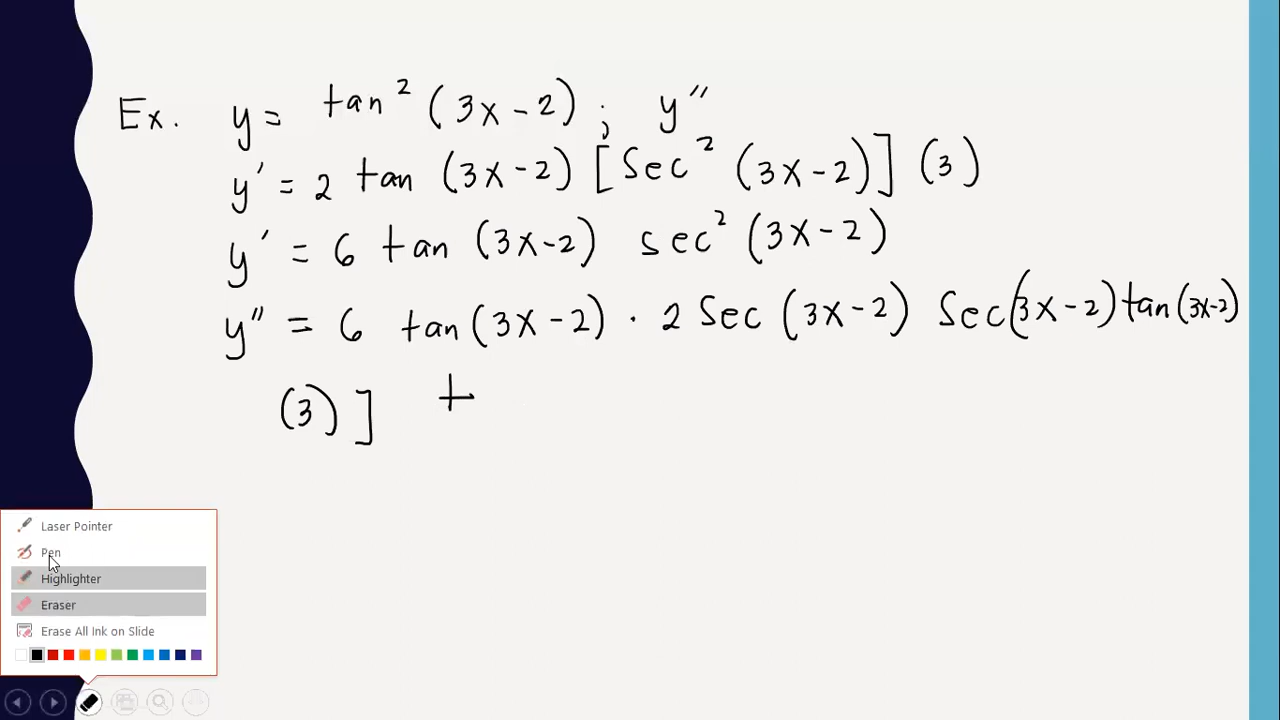 Ex. y = tan² (3x-2) ; y''
y' = 2 tan (3x-2) [Sec² (3x-2)] (3)
y' = 6 tan (3x-2) sec² (3x-2)
y'' = 6 tan (3x-2) · 2 Sec (3x-2) Sec(3x-2) tan (3x-2)
(3) ] +
Laser Pointer
Pen
Highlighter
Eraser
Erase All Ink on Slide